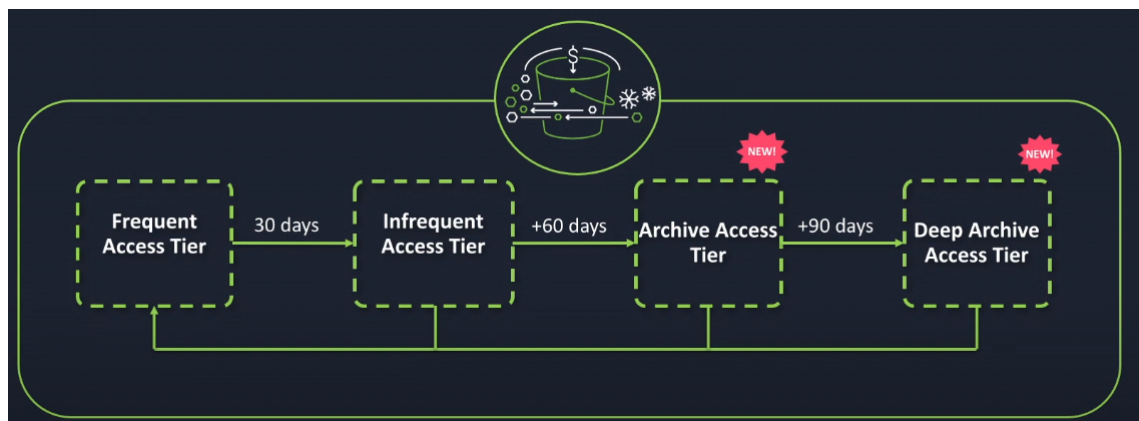 $
NEW!
NEW!
Frequent
Access Tier
30 days
Infrequent
Access Tier
+60 days
Archive Access
Tier
+90 days
Deep Archive
Access Tier